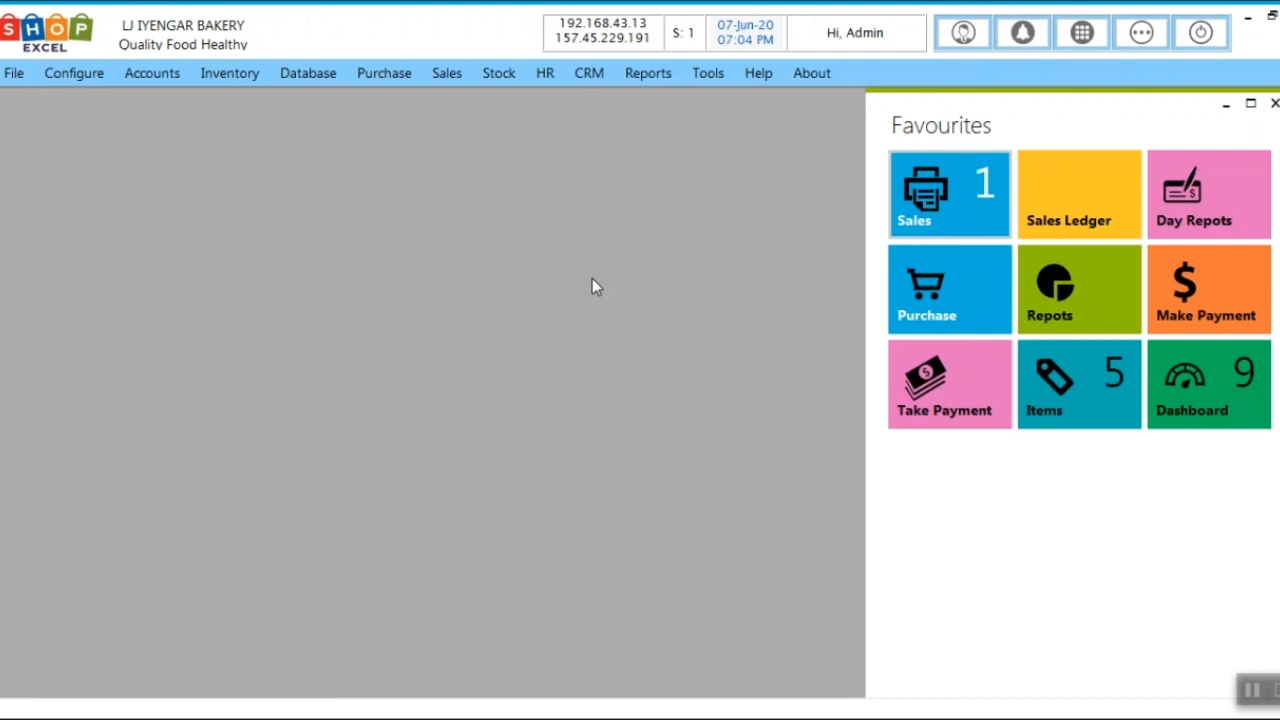 SHOP
EXCEL
LJ IYENGAR BAKERY
Quality Food Healthy
192.168.43.13
157.45.229.191
S: 1
07-Jun-20
07:04 PM
Hi, Admin
File Configure Accounts Inventory Database Purchase Sales Stock HR CRM Reports Tools Help About
Favourites
1
Sales
Sales Ledger
Day Repots
Purchase
Repots
Make Payment
Take Payment
5
Items
9
Dashboard